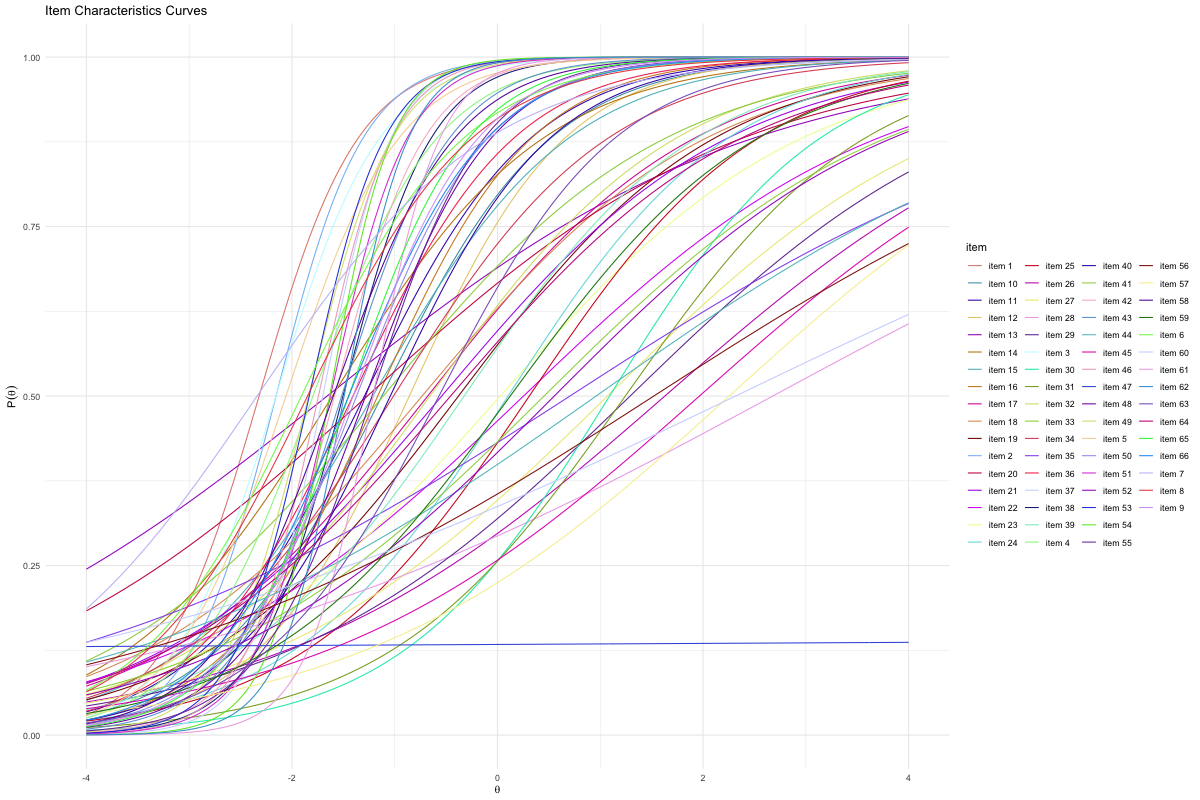 Item Characteristics Curves
1.00
0.75
0.50
0.25
0.00
P(θ)
-4 -2 0 2 4
θ
item
item 1 item 25 item 40 item 56
item 10 item 26 item 41 item 57
item 11 item 27 item 42 item 58
item 12 item 28 item 43 item 59
item 13 item 29 item 44 item 6
item 14 item 3 item 45 item 60
item 15 item 30 item 46 item 61
item 16 item 31 item 47 item 62
item 17 item 32 item 48 item 63
item 18 item 33 item 49 item 64
item 19 item 34 item 5 item 65
item 2 item 35 item 50 item 66
item 20 item 36 item 51 item 7
item 21 item 37 item 52 item 8
item 22 item 38 item 53 item 9
item 23 item 39 item 54
item 24 item 4 item 55